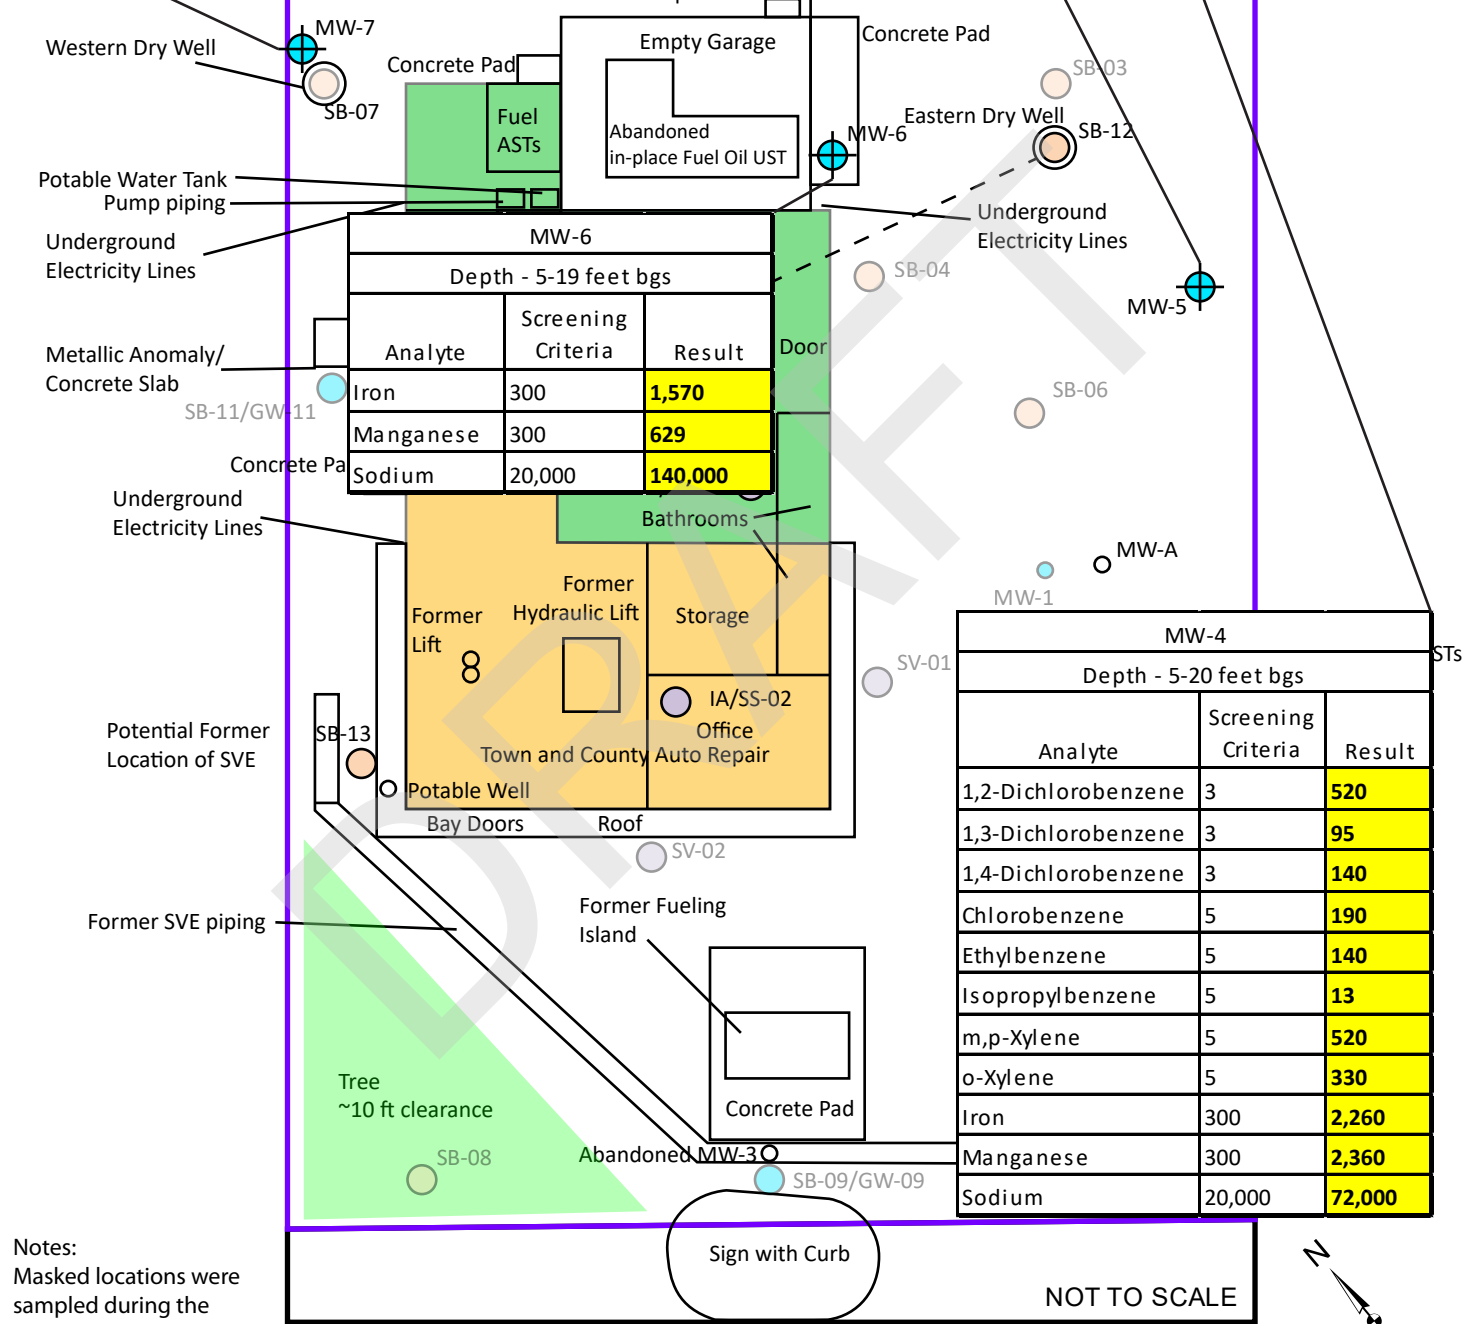 MW-7
Western Dry Well
SB-07
Concrete Pad
Fuel
ASTs
Empty Garage
Abandoned
in-place Fuel Oil UST
Concrete Pad
MW-6
SB-03
Eastern Dry Well
SB-12
Potable Water Tank
Pump piping
Underground
Electricity Lines
Underground
Electricity Lines
SB-04
MW-5
MW-6
Depth - 5-19 feet bgs
Analyte Screening Criteria Result
Iron 300 1,570
Manganese 300 629
Sodium 20,000 140,000
Door
Metallic Anomaly/
Concrete Slab
SB-11/GW-11
SB-06
Concrete Pa
Underground
Electricity Lines
Bathrooms
MW-A
MW-1
Former
Lift
Former
Hydraulic Lift
Storage
SV-01
IA/SS-02
Office
Town and County Auto Repair
Potential Former
Location of SVE
SB-13
Potable Well
Bay Doors
Roof
SV-02
STs
MW-4
Depth - 5-20 feet bgs
Analyte Screening Criteria Result
1,2-Dichlorobenzene 3 520
1,3-Dichlorobenzene 3 95
1,4-Dichlorobenzene 3 140
Chlorobenzene 5 190
Ethylbenzene 5 140
Isopropylbenzene 5 13
m,p-Xylene 5 520
o-Xylene 5 330
Iron 300 2,260
Manganese 300 2,360
Sodium 20,000 72,000
Former SVE piping
Former Fueling
Island
Concrete Pad
Tree
~10 ft clearance
SB-08
Abandoned MW-3
SB-09/GW-09
Sign with Curb
NOT TO SCALE
N
Notes:
Masked locations were
sampled during the
DRAFT